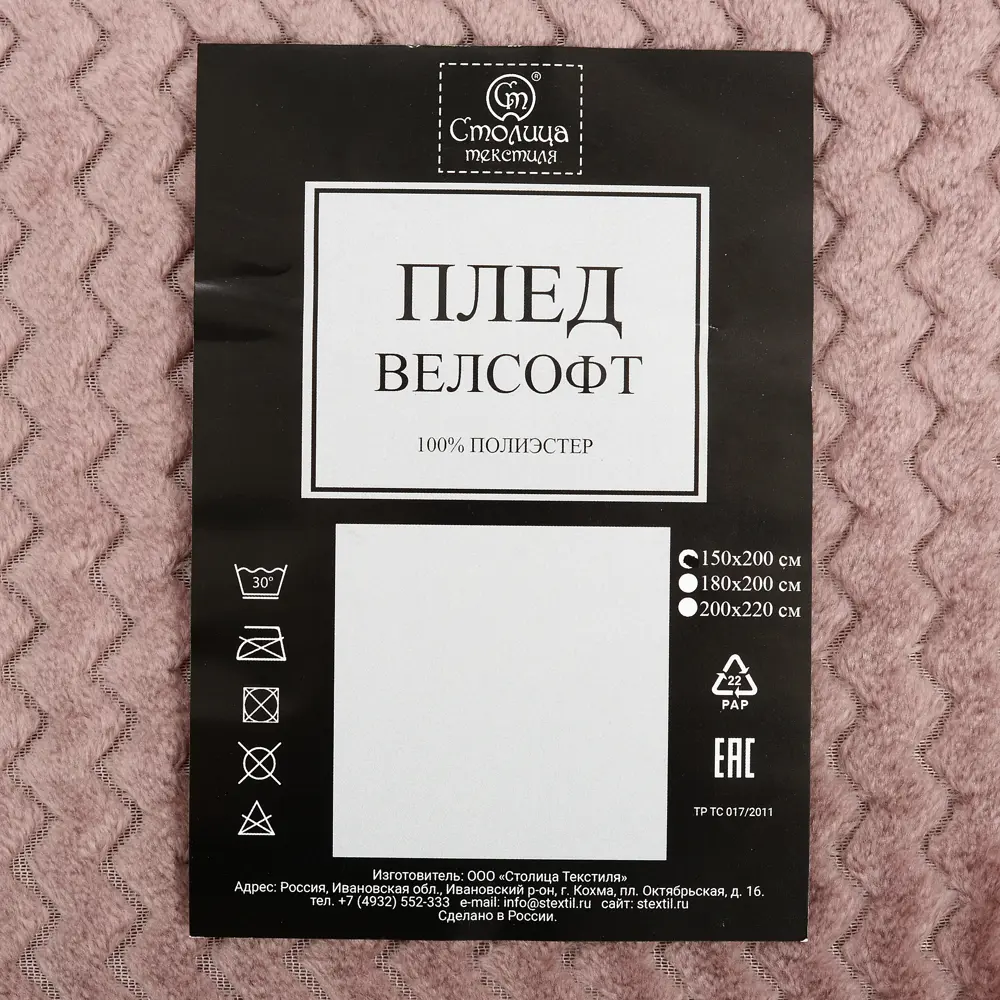 Ст®
Столица
текстиля
ПЛЕД
ВЕЛСОФТ
100% ПОЛИЭСТЕР
150x200 см
180x200 см
200x220 см
30°
22
PAP
EAC
ТР ТС 017/2011
Изготовитель: ООО «Столица Текстиля»
Адрес: Россия, Ивановская обл., Ивановский р-он, г. Кохма, пл. Октябрьская, д. 16.
тел. +7 (4932) 552-333 e-mail: info@stextil.ru сайт: stextil.ru
Сделано в России.